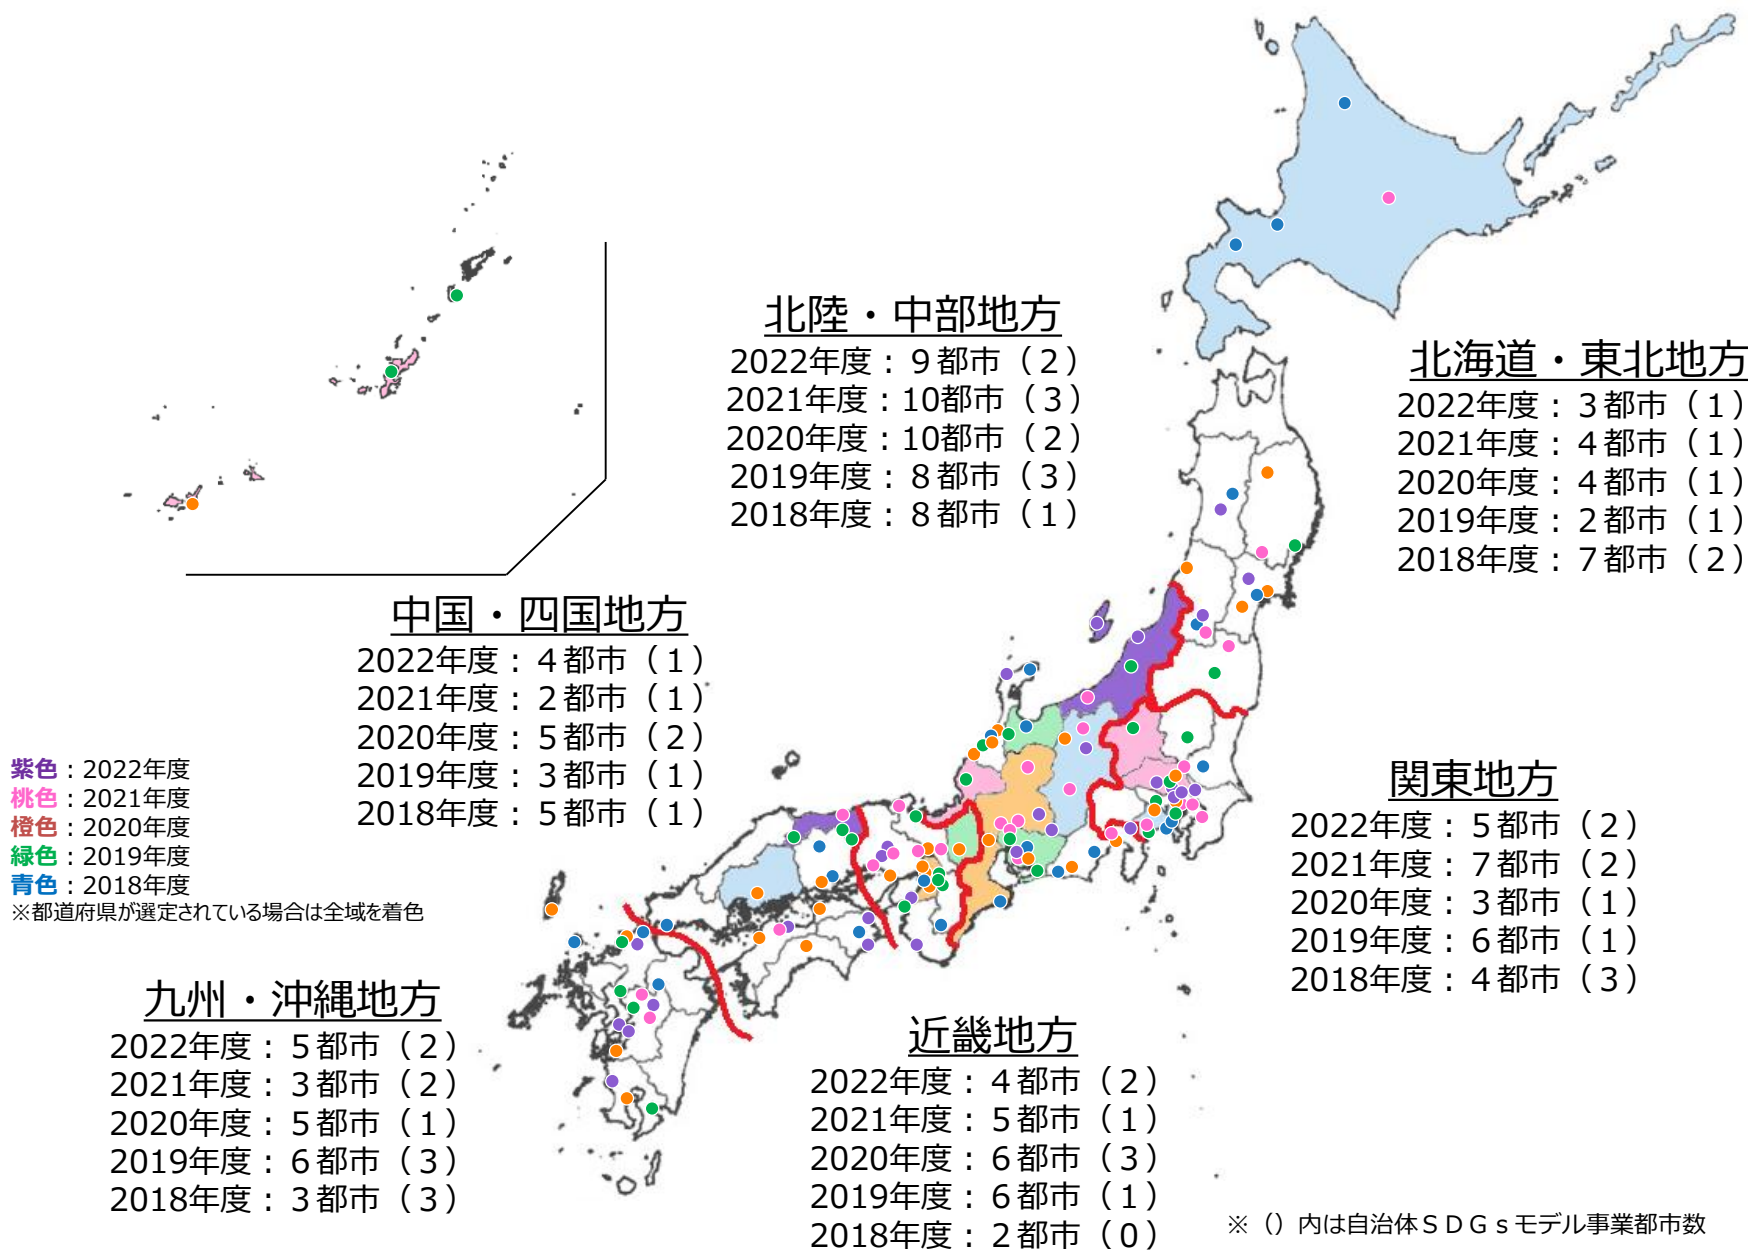 北陸・中部地方
2022年度：９都市（２）
2021年度：10都市（３）
2020年度：10都市（２）
2019年度：８都市（３）
2018年度：８都市（１）
北海道・東北地方
2022年度：３都市（１）
2021年度：４都市（１）
2020年度：４都市（１）
2019年度：２都市（１）
2018年度：７都市（２）
中国・四国地方
2022年度：４都市（１）
2021年度：２都市（１）
2020年度：５都市（２）
2019年度：３都市（１）
2018年度：５都市（１）
紫色：2022年度
桃色：2021年度
橙色：2020年度
緑色：2019年度
青色：2018年度
※都道府県が選定されている場合は全域を着色
関東地方
2022年度：５都市（２）
2021年度：７都市（２）
2020年度：３都市（１）
2019年度：６都市（１）
2018年度：４都市（３）
九州・沖縄地方
2022年度：５都市（２）
2021年度：３都市（２）
2020年度：５都市（１）
2019年度：６都市（３）
2018年度：３都市（３）
近畿地方
2022年度：４都市（２）
2021年度：５都市（１）
2020年度：６都市（３）
2019年度：６都市（１）
2018年度：２都市（０）
※（）内は自治体ＳＤＧｓモデル事業都市数